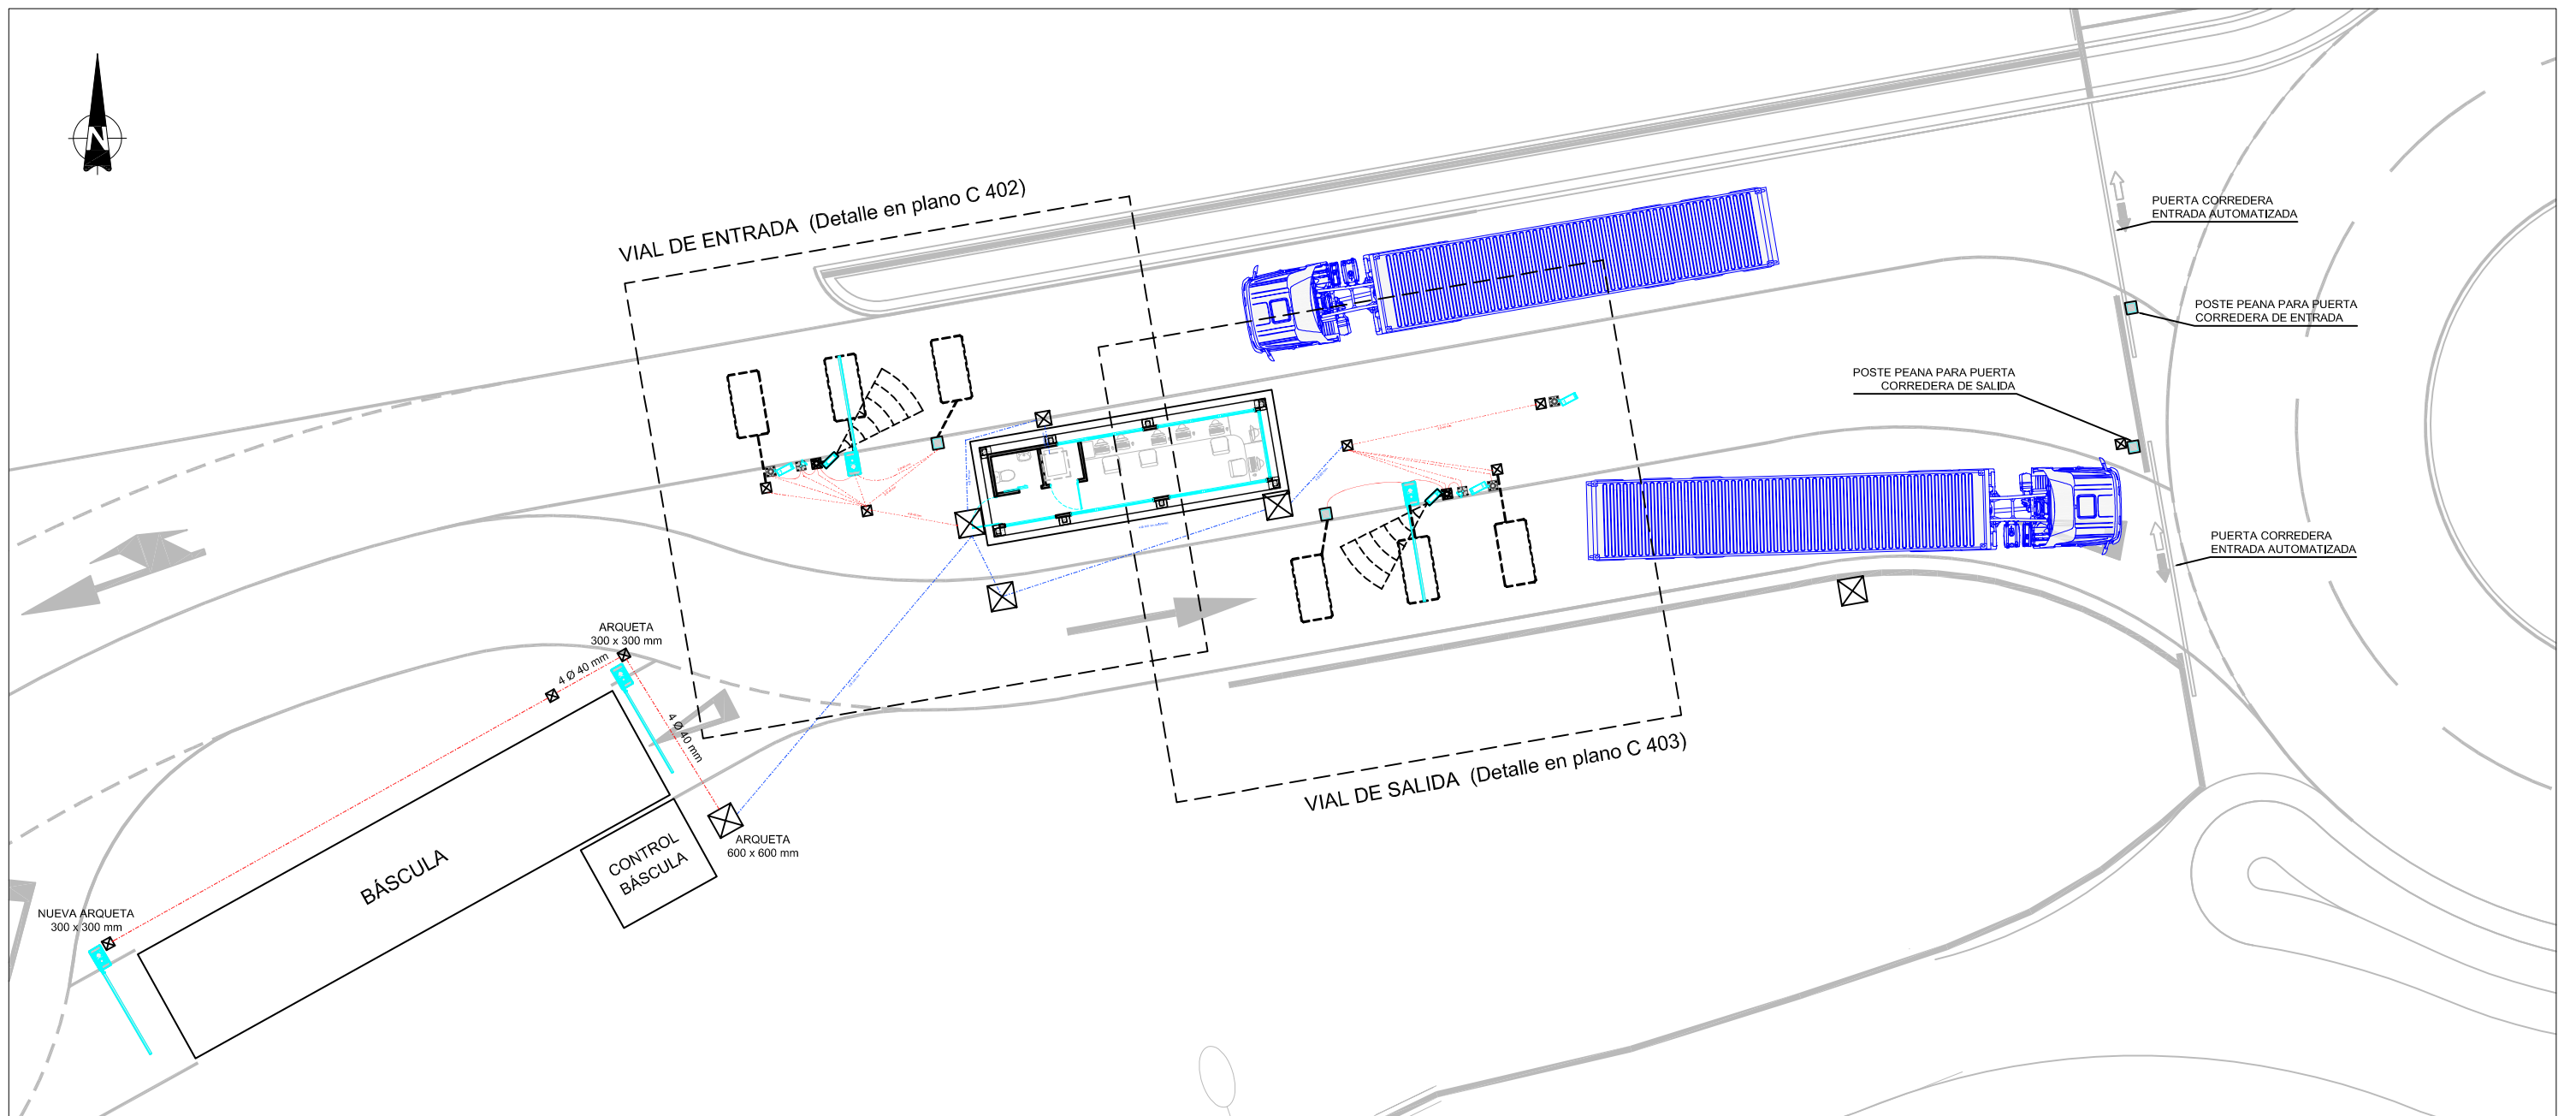 N
VIAL DE ENTRADA (Detalle en plano C 402)
PUERTA CORREDERA
ENTRADA AUTOMATIZADA
POSTE PEANA PARA PUERTA
CORREDERA DE ENTRADA
POSTE PEANA PARA PUERTA
CORREDERA DE SALIDA
PUERTA CORREDERA
ENTRADA AUTOMATIZADA
ARQUETA
300 x 300 mm
4 Ø 40 mm
4 Ø 40 mm
VIAL DE SALIDA (Detalle en plano C 403)
ARQUETA
600 x 600 mm
CONTROL
BÁSCULA
BÁSCULA
NUEVA ARQUETA
300 x 300 mm